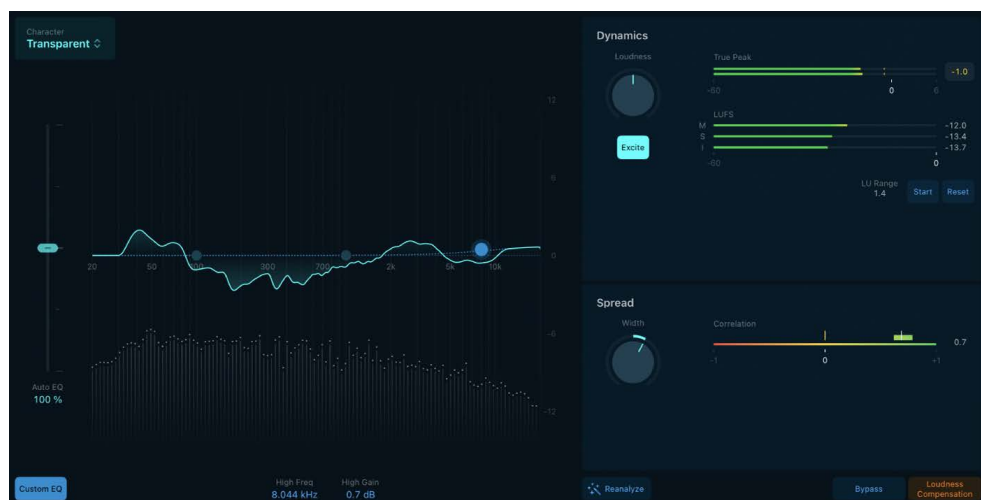 Character
Transparent
12
6
0
-6
-12
20
50
100
300
700
2k
5k
10k
Auto EQ
100 %
Custom EQ
High Freq
8.044 kHz
High Gain
0.7 dB
Dynamics
Loudness
Excite
True Peak
-1.0
-60
0
6
LUFS
M
-12.0
S
-13.4
I
-13.7
-60
0
LU Range
1.4
Start
Reset
Spread
Width
Correlation
0.7
-1
0
+1
Reanalyze
Bypass
Loudness
Compensation